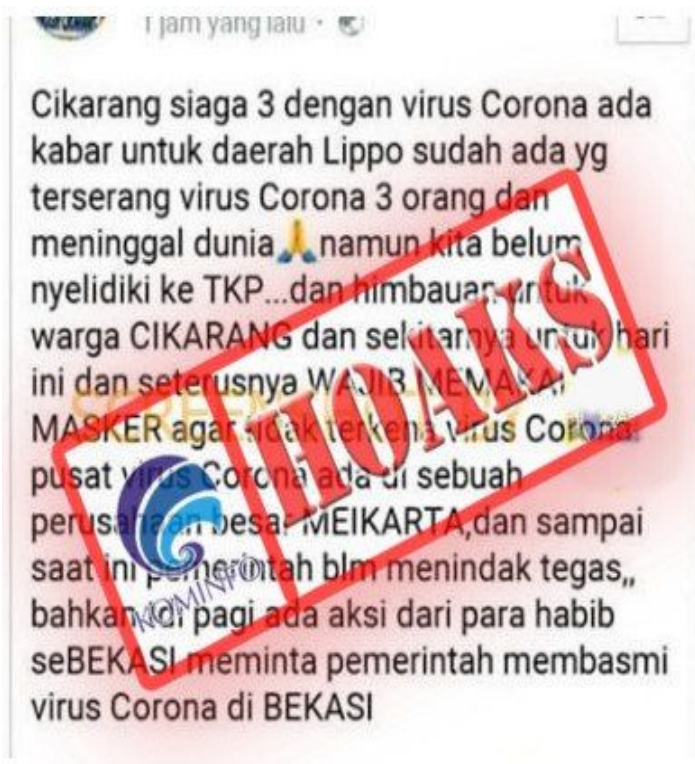 1 jam yang lalu ·
Cikarang siaga 3 dengan virus Corona ada
kabar untuk daerah Lippo sudah ada yg
terserang virus Corona 3 orang dan
meninggal dunia🙏namun kita belum
nyelidiki ke TKP...dan himbauan untuk
warga CIKARANG dan sekitarnya untuk hari
ini dan seterusnya WAJIB MEMAKAI
MASKER agar tidak terkena virus Corona
pusat virus Corona ada di sebuah
perusahaan besar MEIKARTA,dan sampai
saat ini pemerintah blm menindak tegas,,
bahkan tdi pagi ada aksi dari para habib
seBEKASI meminta pemerintah membasmi
virus Corona di BEKASI
KOMINFO
HOAKS